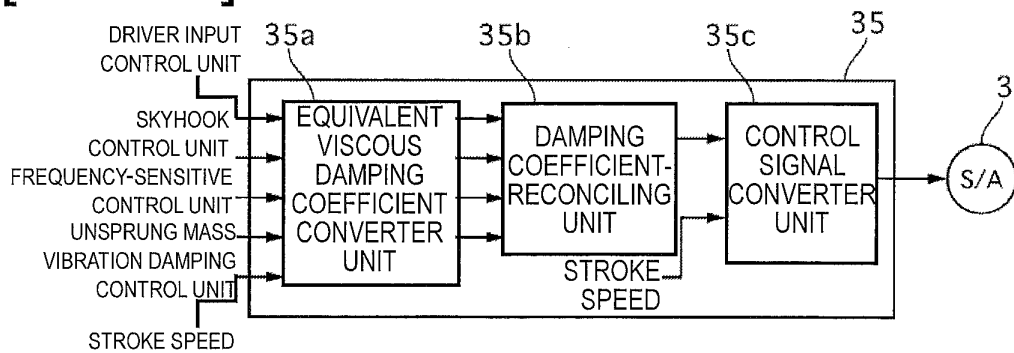 DRIVER INPUT
CONTROL UNIT
SKYHOOK
CONTROL UNIT
FREQUENCY-SENSITIVE
CONTROL UNIT
UNSPRUNG MASS
VIBRATION DAMPING
CONTROL UNIT
STROKE SPEED
35a
EQUIVALENT
VISCOUS
DAMPING
COEFFICIENT
CONVERTER
UNIT
35b
DAMPING
COEFFICIENT-
RECONCILING
UNIT
STROKE
SPEED
35c
CONTROL
SIGNAL
CONVERTER
UNIT
35
3
S/A